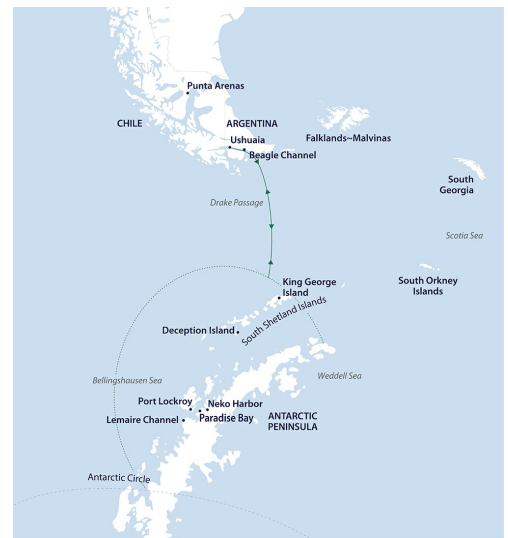 Punta Arenas
CHILE
ARGENTINA
Ushuaia
Beagle Channel
Falklands~Malvinas
South
Georgia
Drake Passage
Scotia Sea
King George
Island
South Orkney
Islands
South Shetland Islands
Deception Island
Weddell Sea
Bellingshausen Sea
Port Lockroy
Neko Harbor
Lemaire Channel
Paradise Bay
ANTARCTIC
PENINSULA
Antarctic Circle